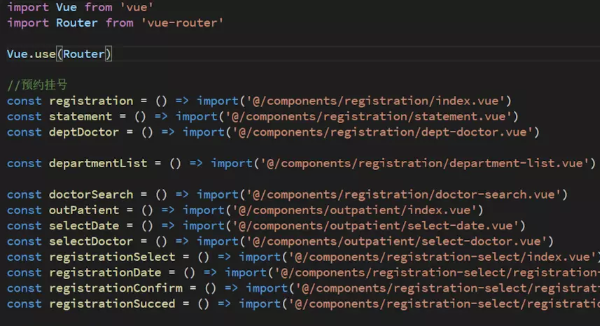 import Vue from 'vue'
import Router from 'vue-router'
Vue.use(Router)
//预约挂号
const registration = () => import('@/components/registration/index.vue')
const statement = () => import('@/components/registration/statement.vue')
const deptDoctor = () => import('@/components/registration/dept-doctor.vue')
const departmentList = () => import('@/components/registration/department-list.vue')
const doctorSearch = () => import('@/components/registration/doctor-search.vue')
const outPatient = () => import('@/components/outpatient/index.vue')
const selectDate = () => import('@/components/outpatient/select-date.vue')
const selectDoctor = () => import('@/components/outpatient/select-doctor.vue')
const registrationSelect = () => import('@/components/registration-select/index.vue')
const registrationDate = () => import('@/components/registration-select/registration-
const registrationConfirm = () => import('@/components/registration-select/registrat
const registrationSucced = () => import('@/components/registration-select/registratio